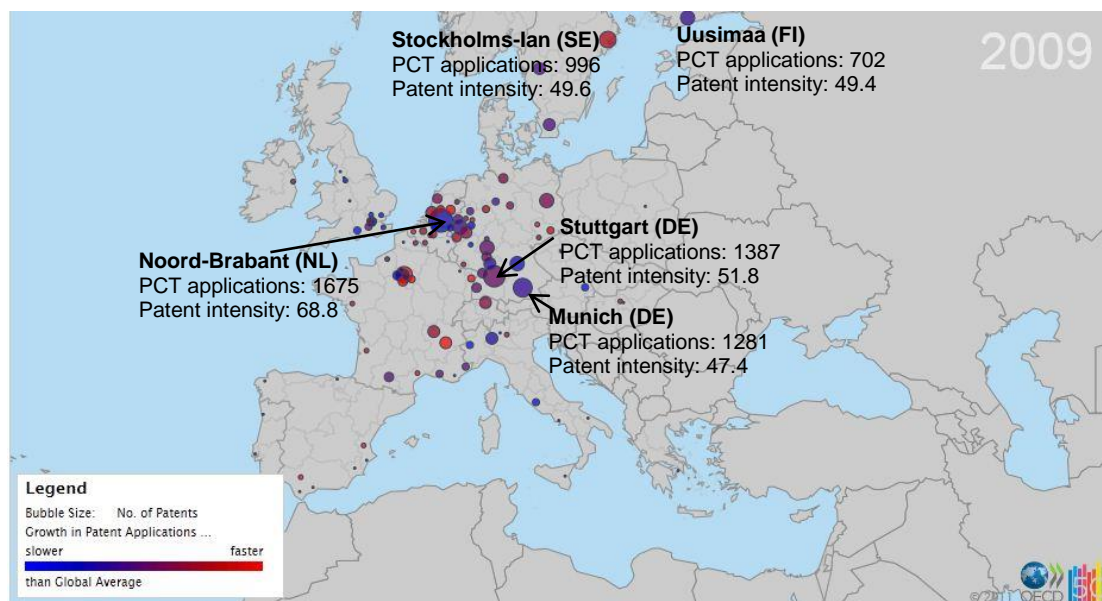 Stockholms-lan (SE)
PCT applications: 996
Patent intensity: 49.6
Uusimaa (FI)
PCT applications: 702
Patent intensity: 49.4
2009
Stuttgart (DE)
PCT applications: 1387
Patent intensity: 51.8
Noord-Brabant (NL)
PCT applications: 1675
Patent intensity: 68.8
Munich (DE)
PCT applications: 1281
Patent intensity: 47.4
Legend
Bubble Size: No. of Patents
Growth in Patent Applications ...
slower faster
than Global Average
OECD